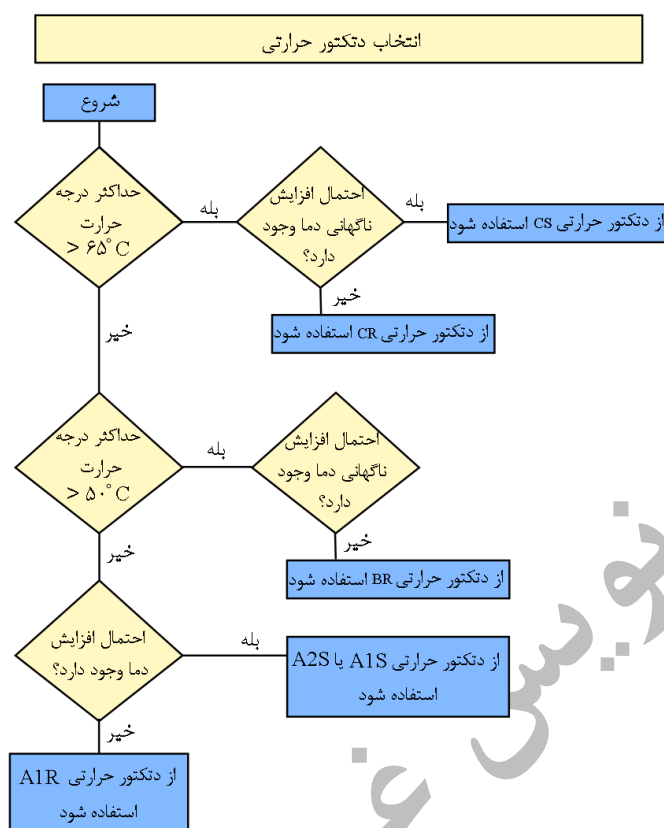 انتخاب دتکتور حرارتی
شروع
حداکثر درجه
حرارت
> ۶۵°C
بله
احتمال افزایش
ناگهانی دما وجود
دارد؟
بله
از دتکتور حرارتی CS استفاده شود
خیر
از دتکتور حرارتی CR استفاده شود
خیر
حداکثر درجه
حرارت
> ۵۰°C
بله
احتمال افزایش
ناگهانی دما وجود
دارد؟
خیر
از دتکتور حرارتی BR استفاده شود
خیر
احتمال افزایش
دما وجود دارد؟
بله
از دتکتور حرارتی A1S یا A2S
استفاده شود
خیر
از دتکتور حرارتی A1R
استفاده شود
نویس